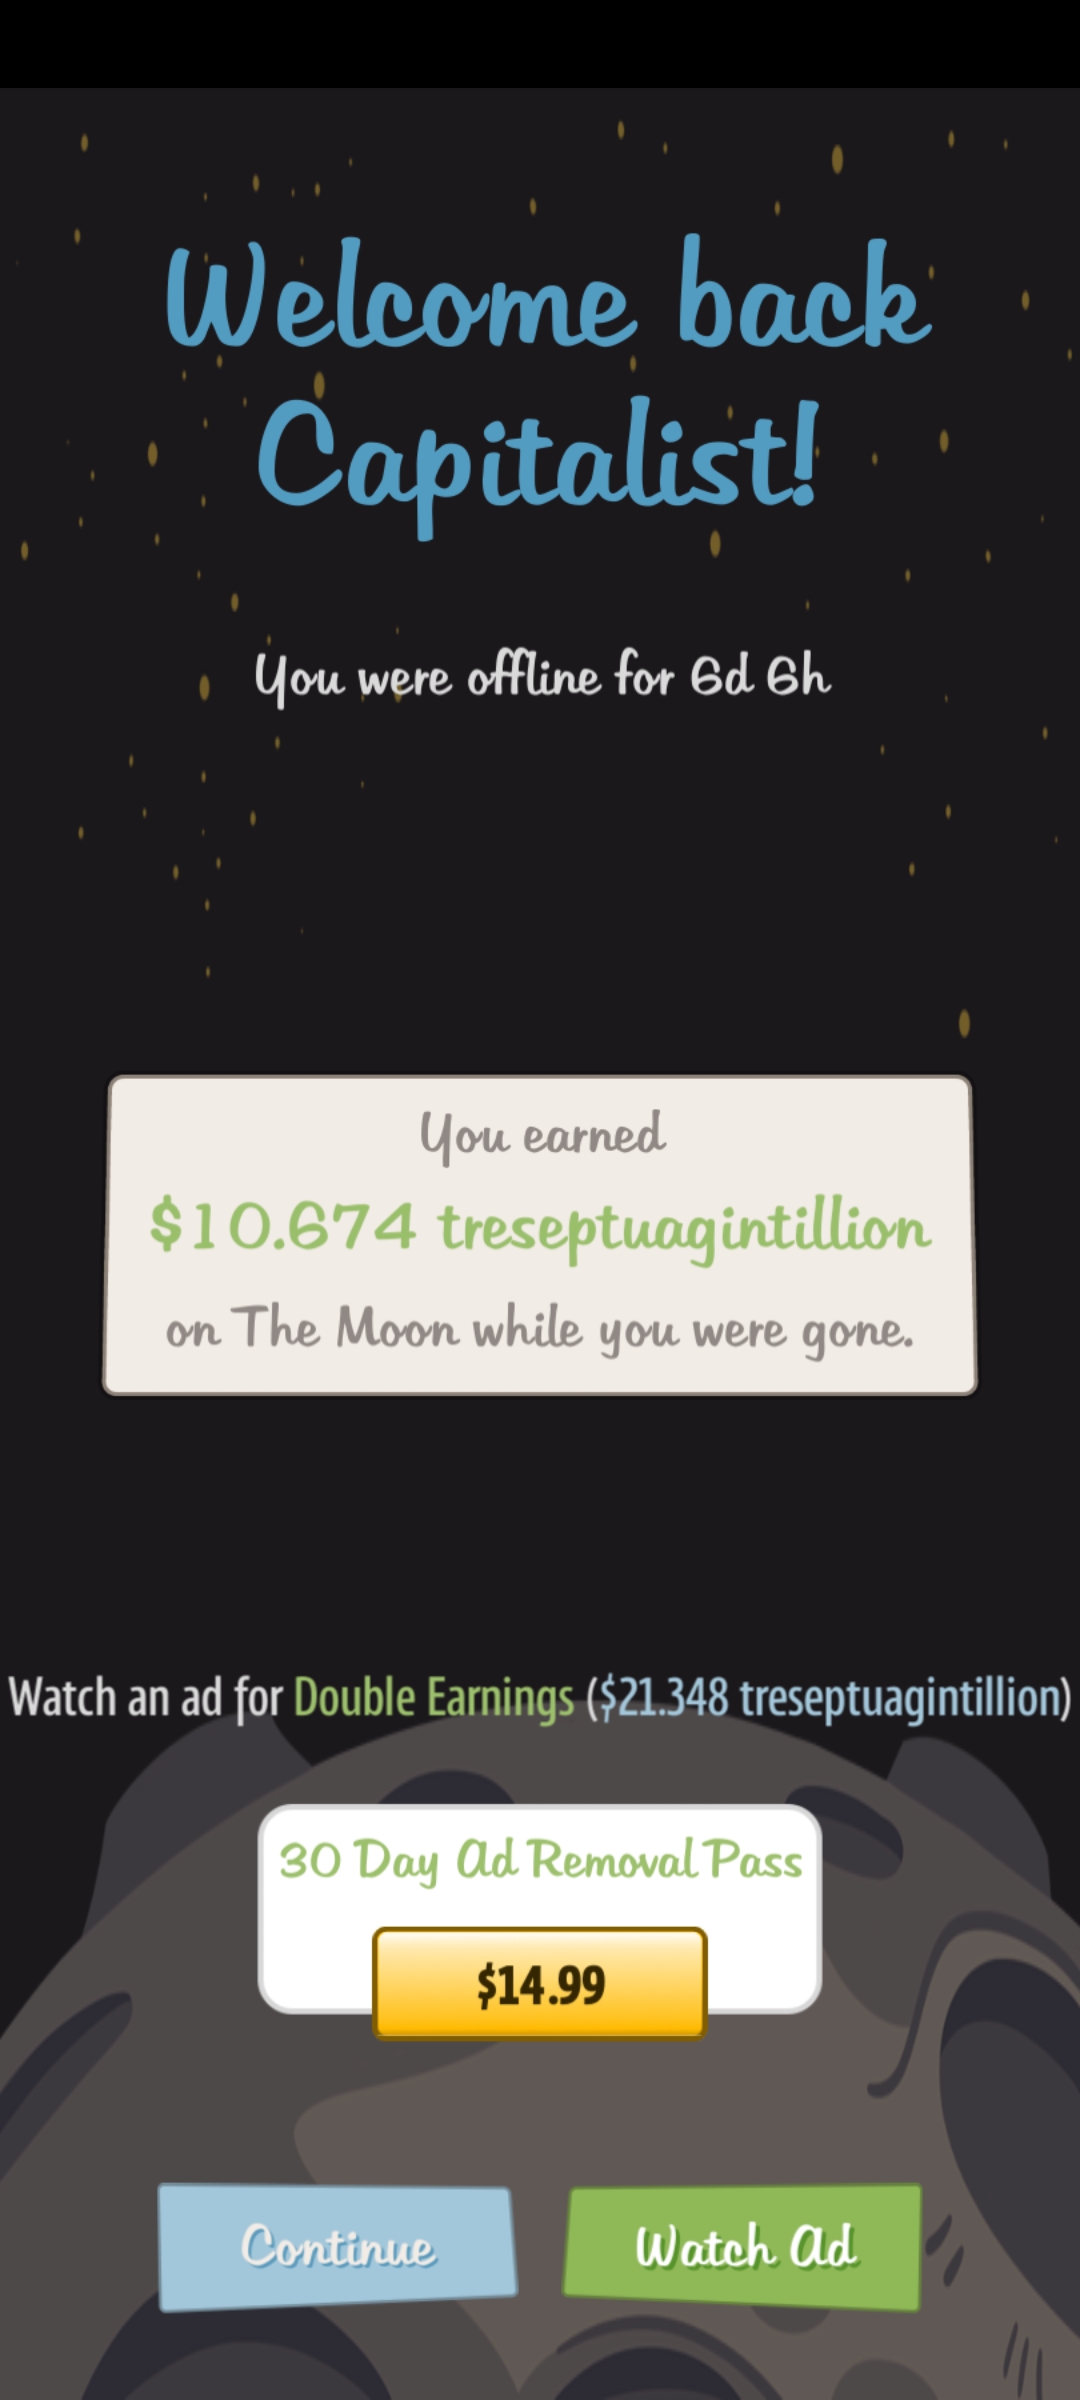 Welcome back
Capitalist!
You were offline for 6d 6h
You earned
$10.674 treseptuagintillion
on The Moon while you were gone.
Watch an ad for Double Earnings ($21.348 treseptuagintillion)
30 Day Ad Removal Pass
$14.99
Continue
Watch Ad